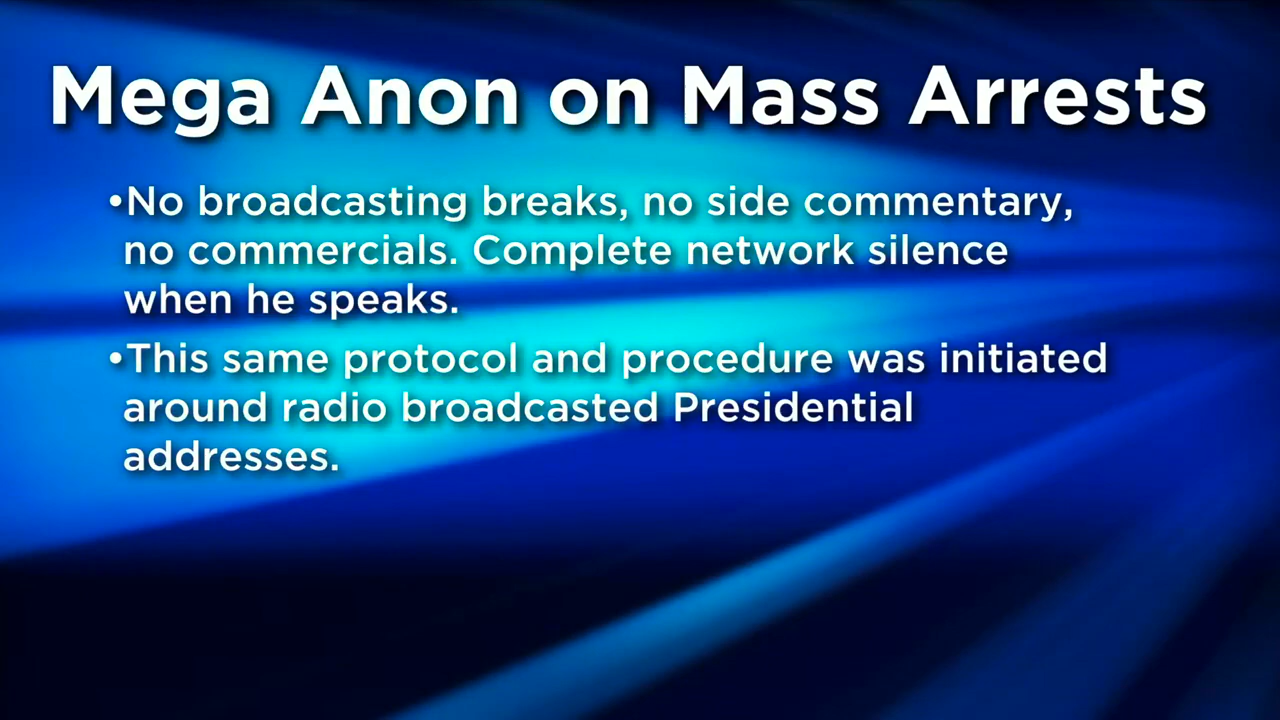 Mega Anon on Mass Arrests
•No broadcasting breaks, no side commentary,
no commercials. Complete network silence
when he speaks.
•This same protocol and procedure was initiated
around radio broadcasted Presidential
addresses.